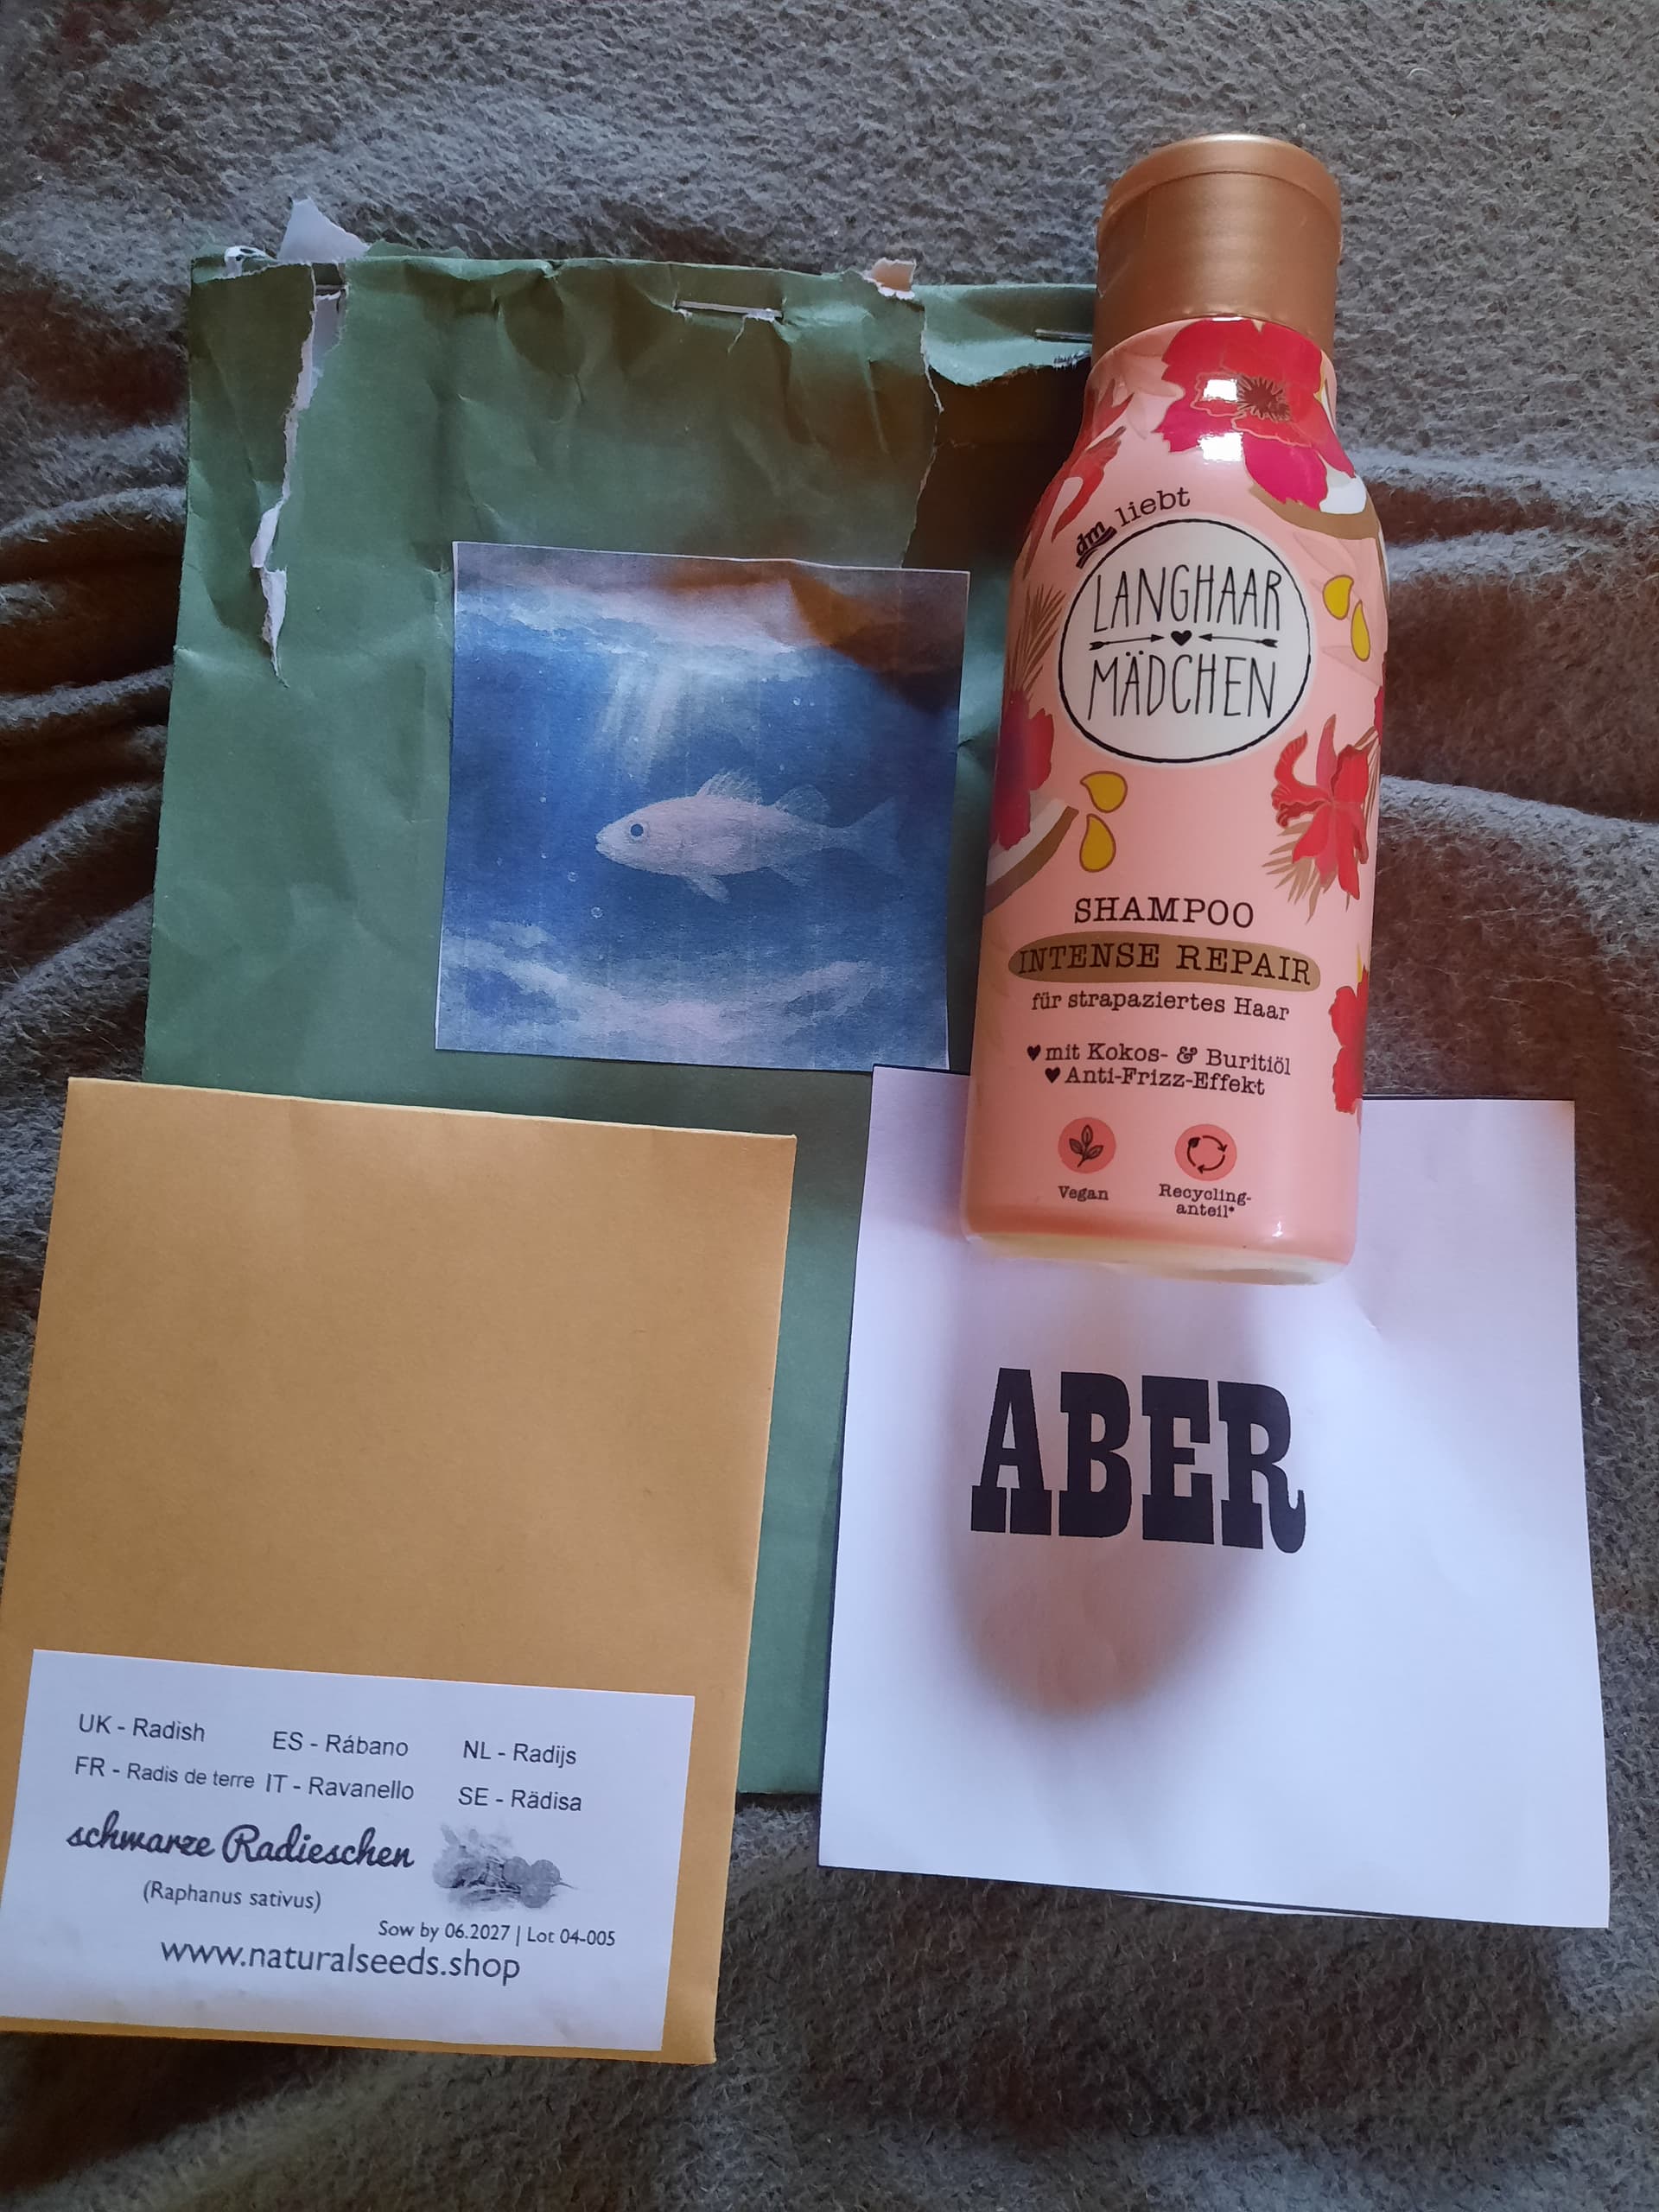 dm liebt
LANGHAAR
MÄDCHEN
SHAMPOO
INTENSE REPAIR
für strapaziertes Haar
♥ mit Kokos- & Buritiöl
♥ Anti-Frizz-Effekt
Vegan
Recycling-
anteil*
ABER
UK - Radish ES - Rábano NL - Radijs
FR - Radis de terre IT - Ravanello SE - Rädisa
schwarze Radieschen
(Raphanus sativus)
Sow by 06.2027 | Lot 04-005
www.naturalseeds.shop